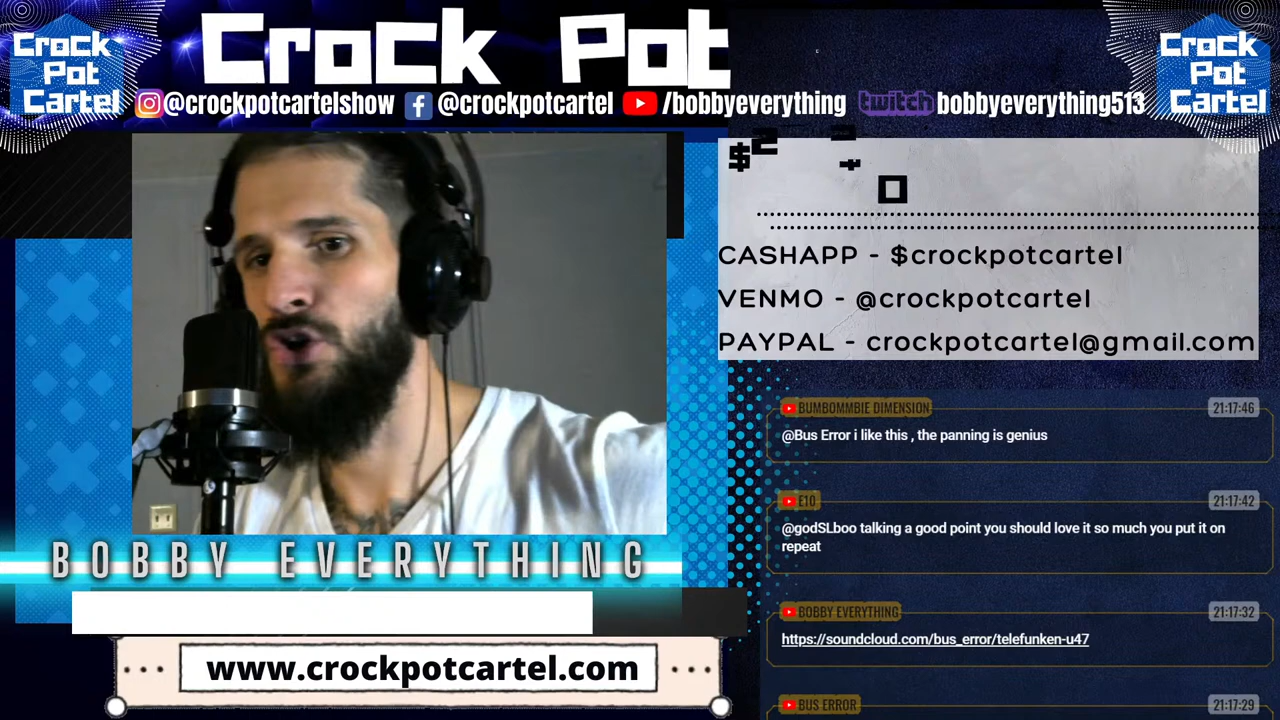 Crock Pot
Crock
Pot
Cartel
Crock
Pot
Cartel
@crockpotcartelshow @crockpotcartel /bobbyeverything twitch bobbyeverything513
$2
CASHAPP - $crockpotcartel
VENMO - @crockpotcartel
PAYPAL - crockpotcartel@gmail.com
BUMBOMMBIE DIMENSION 21:17:46
@Bus Error i like this , the panning is genius
E10 21:17:42
@godSLboo talking a good point you should love it so much you put it on
repeat
BOBBY EVERYTHING 21:17:32
https://soundcloud.com/bus_error/telefunken-u47
BUS ERROR 21:17:29
BOBBY EVERYTHING
www.crockpotcartel.com